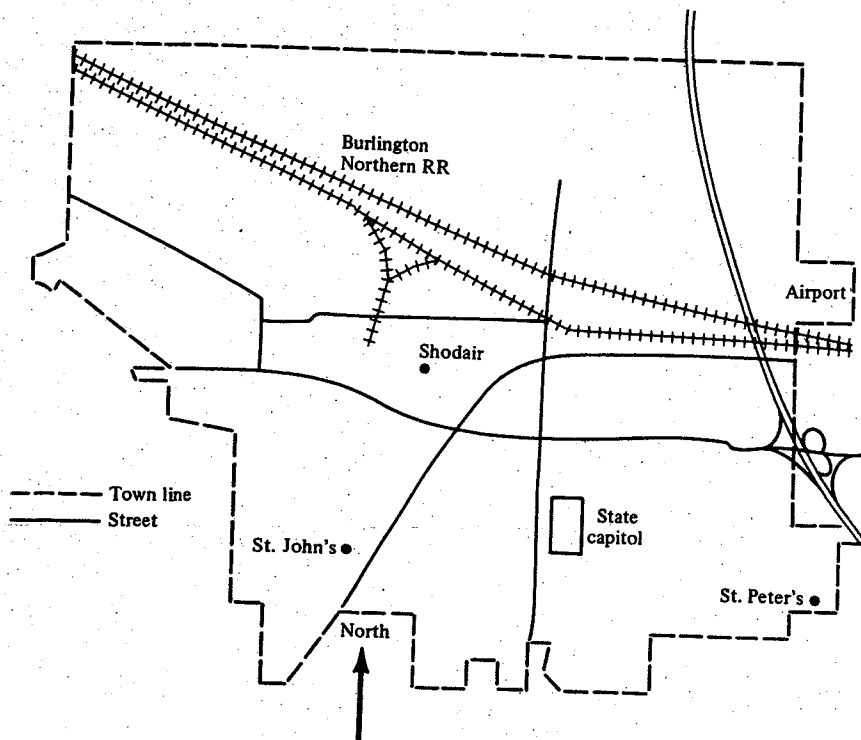 Burlington
Northern RR
Airport
Shodair
Town line
Street
State
capitol
St. John's
St. Peter's
North